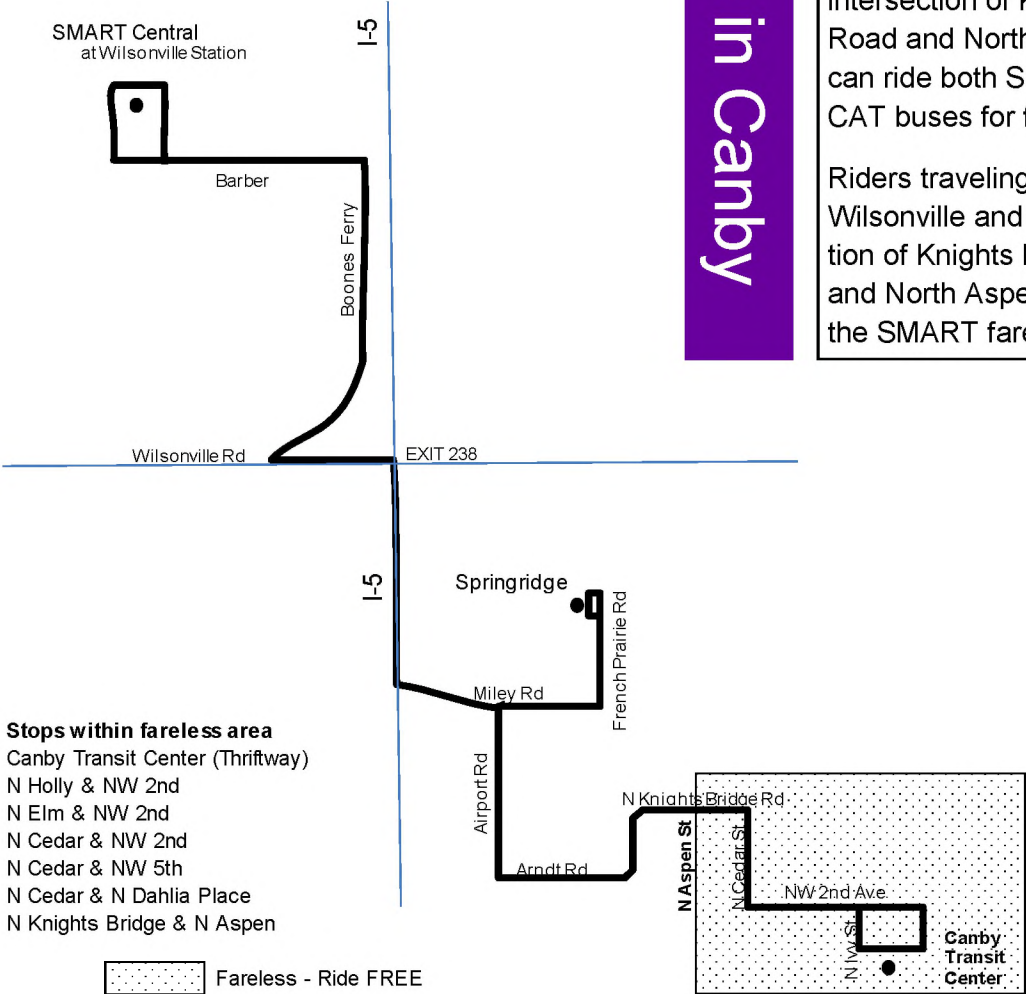 SMART Central
at Wilsonville Station
I-5
in Canby
intersection of
Road and North
can ride both S
CAT buses for
Riders traveling
Wilsonville and
tion of Knights
and North Aspe
the SMART fare
Barber
Boones Ferry
Wilsonville Rd
EXIT 238
I-5
Springridge
French Prairie Rd
Miley Rd
Airport Rd
Arndt Rd
N Knights Bridge Rd
N Aspen St
N Cedar St
NW 2nd Ave
N Ivy St
Canby
Transit
Center
Stops within fareless area
Canby Transit Center (Thriftway)
N Holly & NW 2nd
N Elm & NW 2nd
N Cedar & NW 2nd
N Cedar & NW 5th
N Cedar & N Dahlia Place
N Knights Bridge & N Aspen
Fareless - Ride FREE